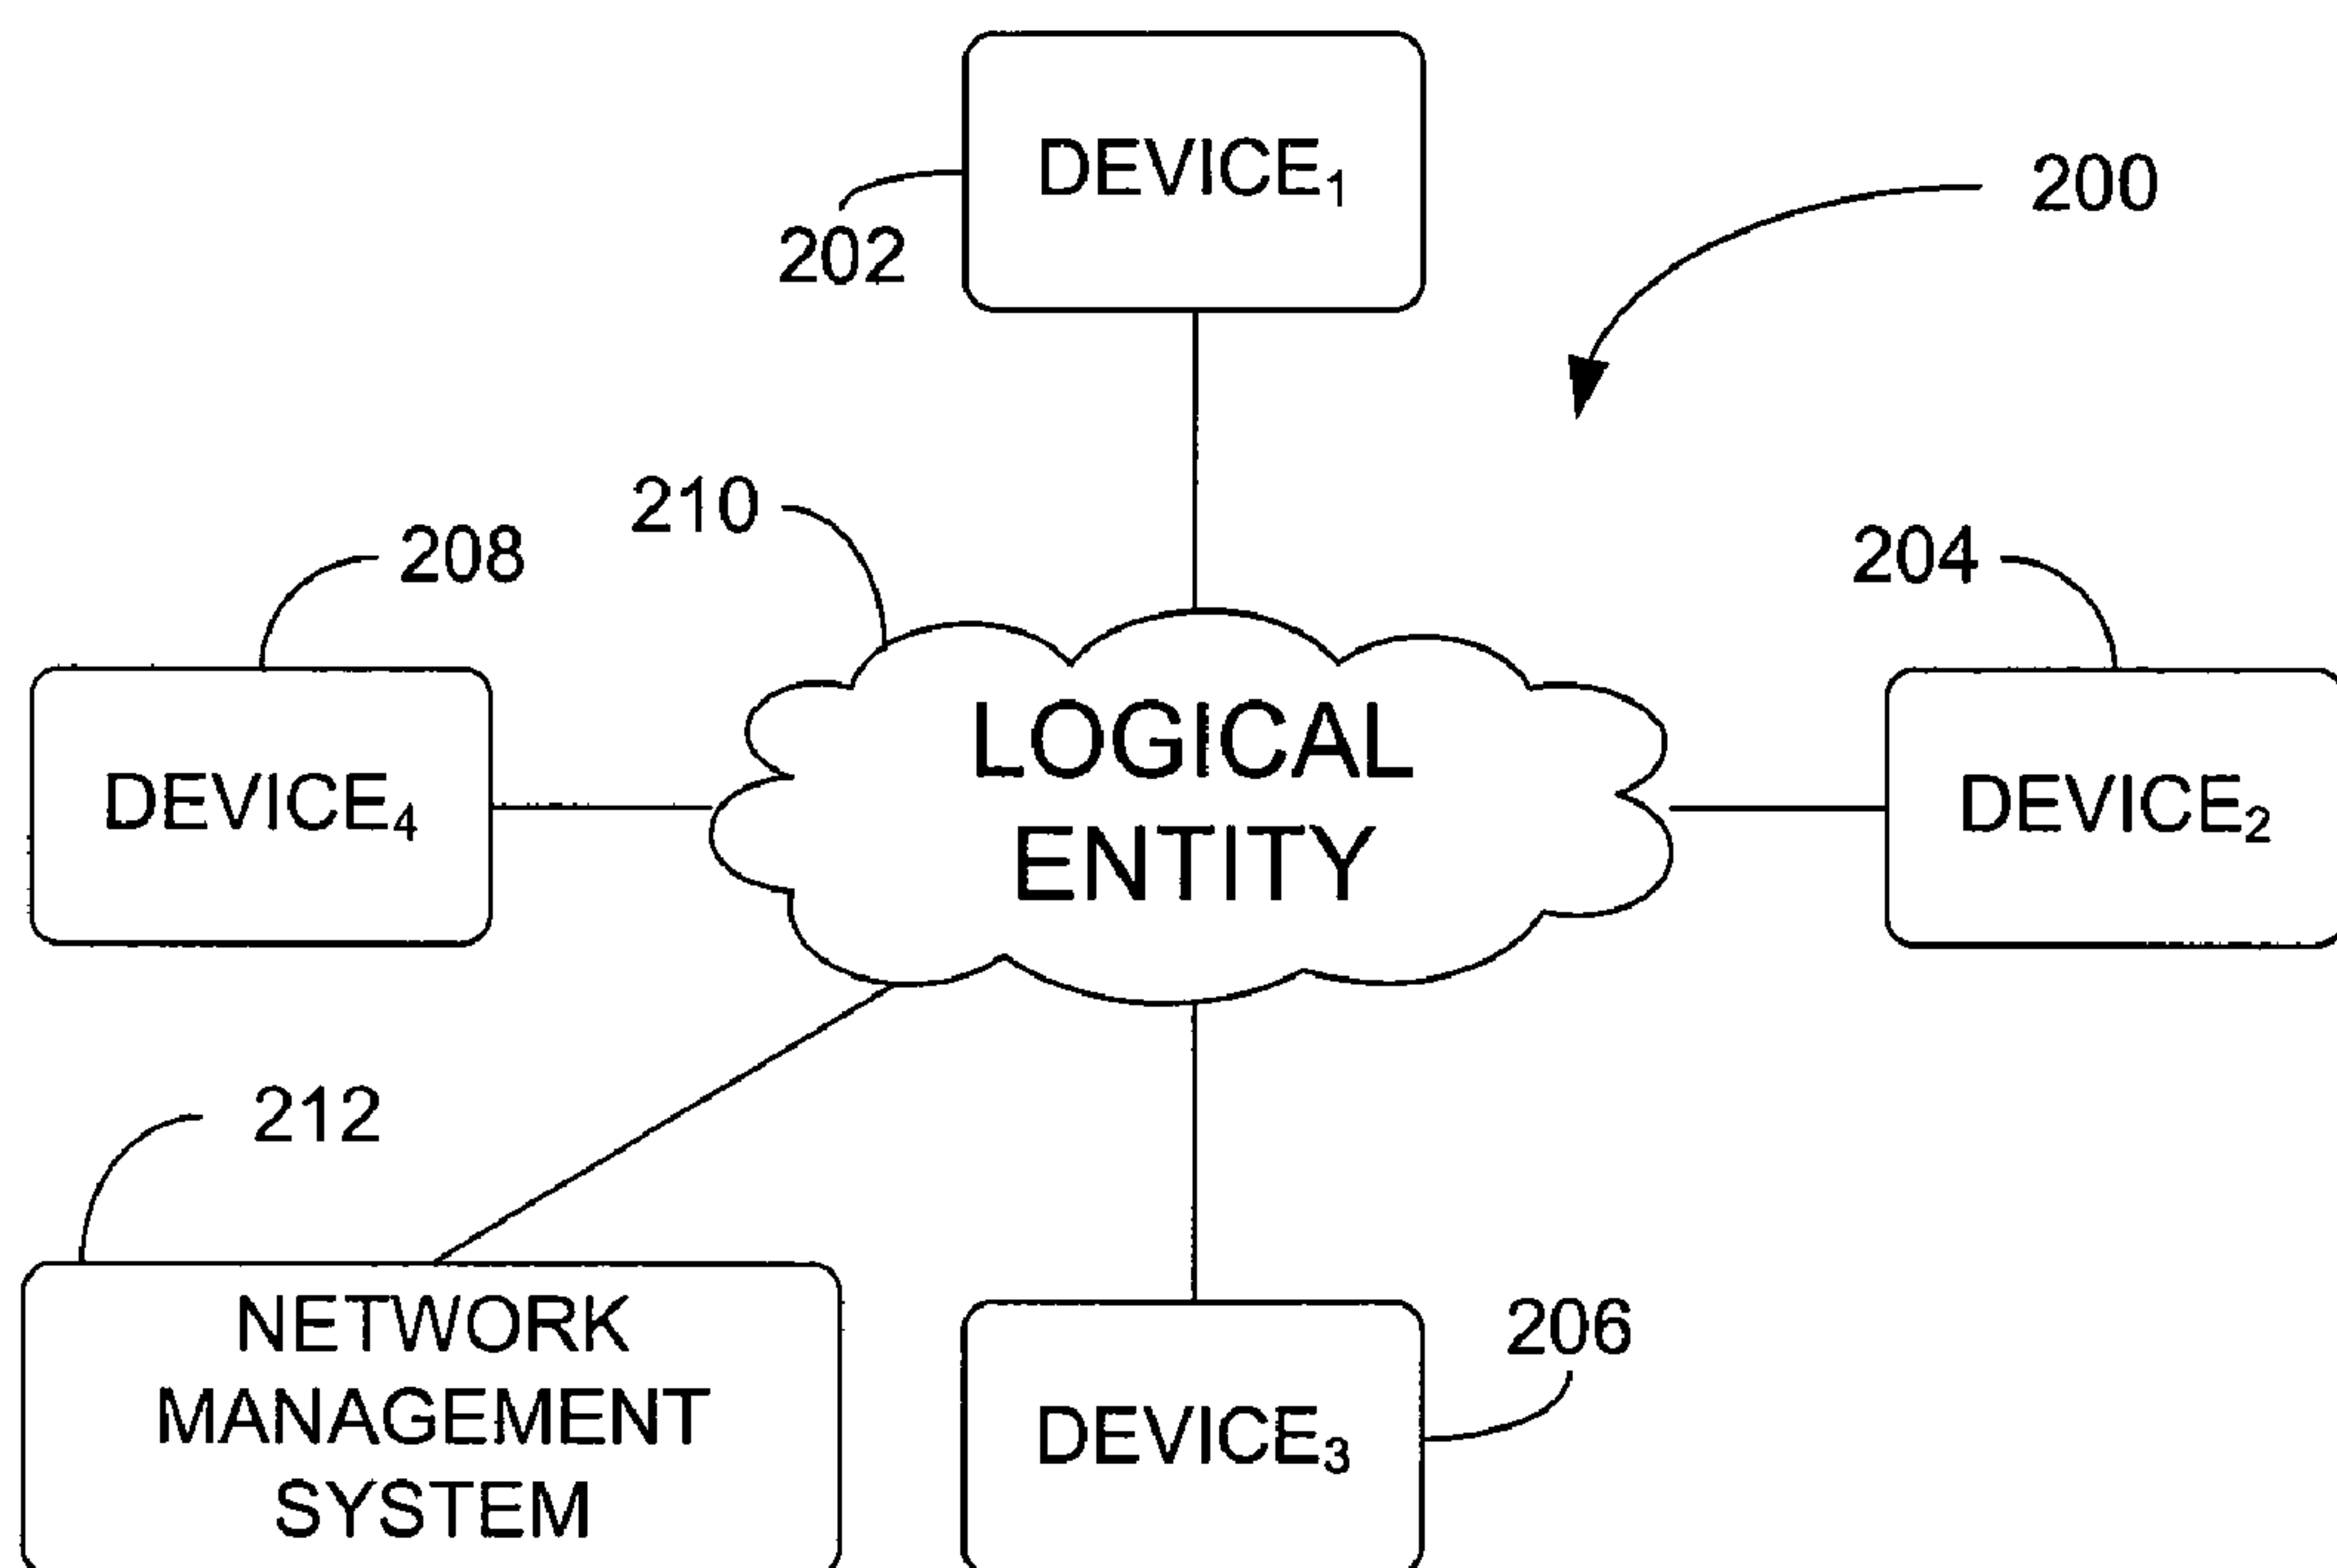 DEVICE₁
200
202
210
208
204
LOGICAL
ENTITY
DEVICE₄
DEVICE₂
212
NETWORK
MANAGEMENT
SYSTEM
206
DEVICE₃